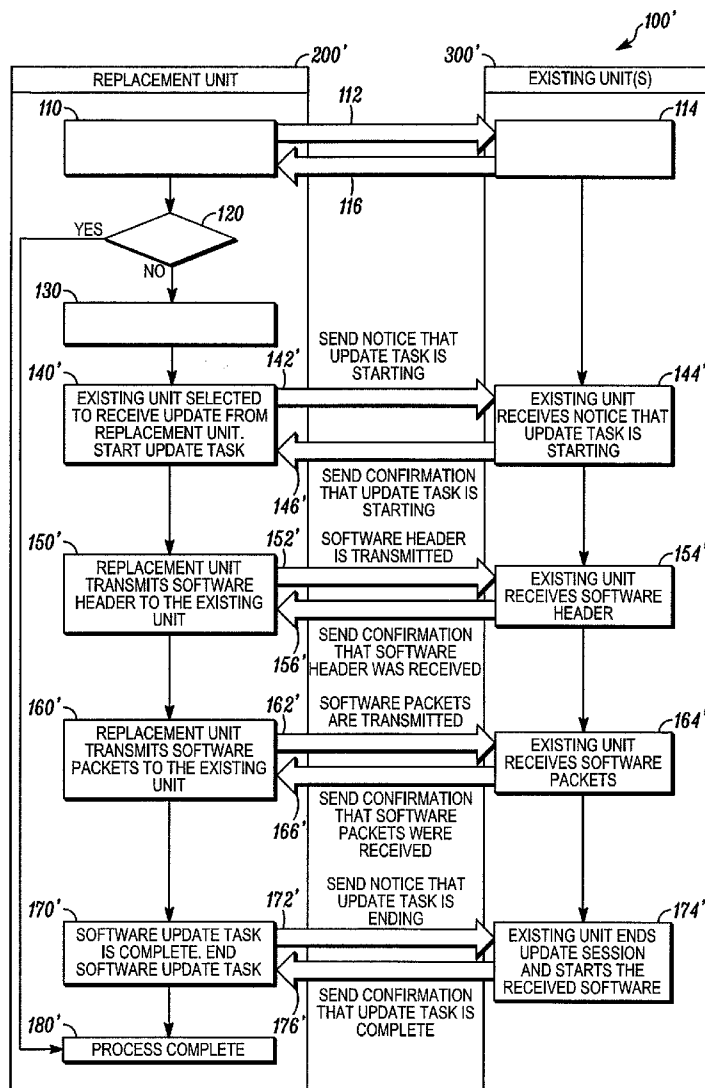 100'
200'
300'
REPLACEMENT UNIT
EXISTING UNIT(S)
110
112
114
116
120
YES
NO
130
SEND NOTICE THAT
UPDATE TASK IS
STARTING
140'
142'
144'
EXISTING UNIT SELECTED
TO RECEIVE UPDATE FROM
REPLACEMENT UNIT.
START UPDATE TASK
EXISTING UNIT
RECEIVES NOTICE THAT
UPDATE TASK IS
STARTING
146'
SEND CONFIRMATION
THAT UPDATE TASK IS
STARTING
150'
152'
SOFTWARE HEADER
IS TRANSMITTED
154'
REPLACEMENT UNIT
TRANSMITS SOFTWARE
HEADER TO THE EXISTING
UNIT
EXISTING UNIT
RECEIVES SOFTWARE
HEADER
156'
SEND CONFIRMATION
THAT SOFTWARE
HEADER WAS RECEIVED
160'
162'
SOFTWARE PACKETS
ARE TRANSMITTED
164'
REPLACEMENT UNIT
TRANSMITS SOFTWARE
PACKETS TO THE EXISTING
UNIT
EXISTING UNIT
RECEIVES SOFTWARE
PACKETS
166'
SEND CONFIRMATION
THAT SOFTWARE
PACKETS WERE
RECEIVED
SEND NOTICE THAT
UPDATE TASK IS
ENDING
170'
172'
174'
SOFTWARE UPDATE TASK
IS COMPLETE. END
SOFTWARE UPDATE TASK
EXISTING UNIT ENDS
UPDATE SESSION
AND STARTS THE
RECEIVED SOFTWARE
176'
SEND CONFIRMATION
THAT UPDATE TASK IS
COMPLETE
180'
PROCESS COMPLETE